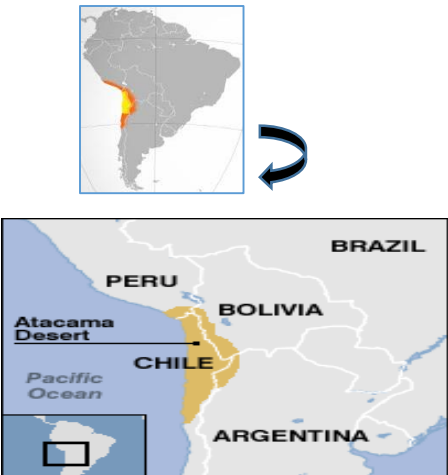 BRAZIL
PERU
BOLIVIA
Atacama
Desert
CHILE
Pacific
Ocean
ARGENTINA